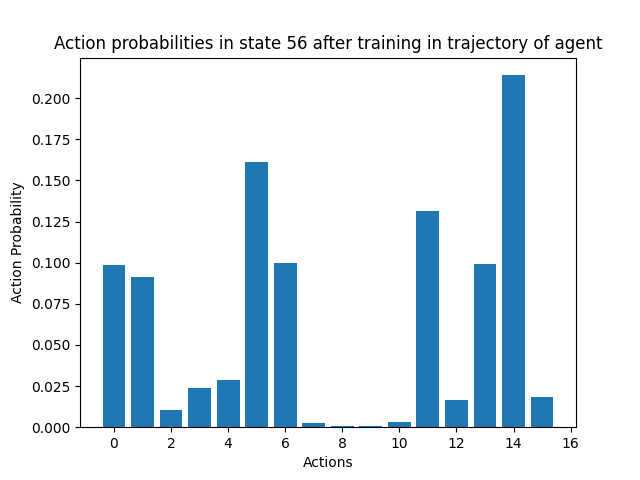 Action probabilities in state 56 after training in trajectory of agent
0.200
0.175
0.150
0.125
0.100
0.075
0.050
0.025
0.000
Action Probability
0 2 4 6 8 10 12 14 16
Actions